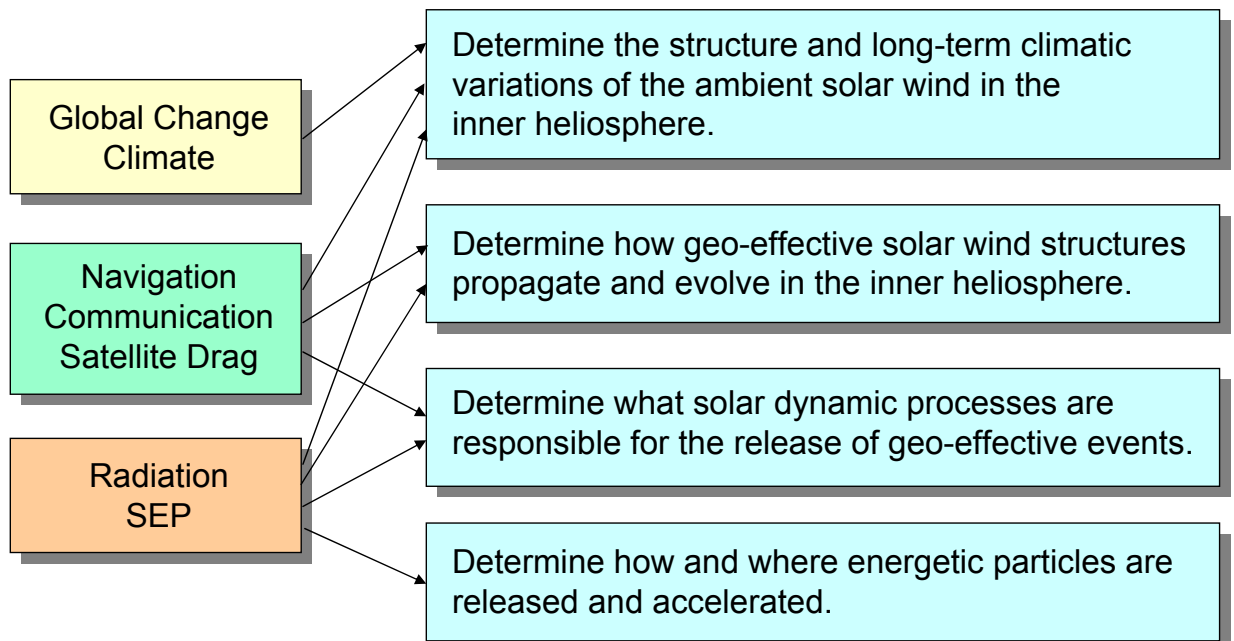 Global Change
Climate
Navigation
Communication
Satellite Drag
Radiation
SEP
Determine the structure and long-term climatic
variations of the ambient solar wind in the
inner heliosphere.
Determine how geo-effective solar wind structures
propagate and evolve in the inner heliosphere.
Determine what solar dynamic processes are
responsible for the release of geo-effective events.
Determine how and where energetic particles are
released and accelerated.